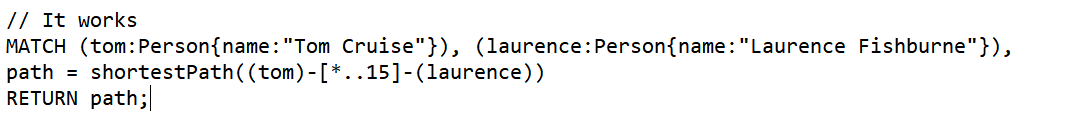 // It works
MATCH (tom:Person{name:"Tom Cruise"}), (laurence:Person{name:"Laurence Fishburne"}),
path = shortestPath((tom)-[*..15]-(laurence))
RETURN path;